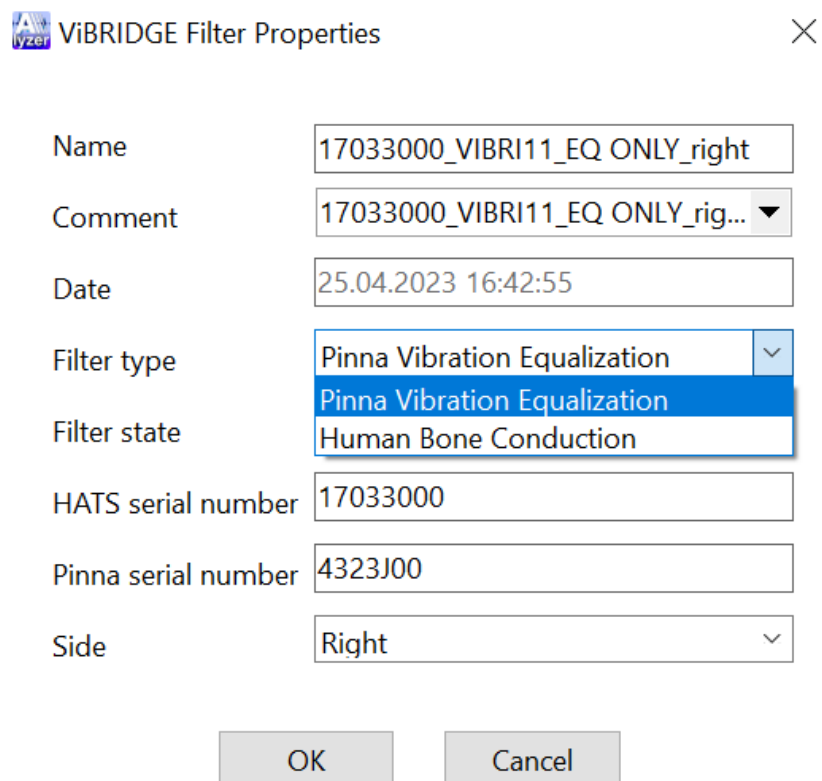 ViBRIDGE Filter Properties
Name 17033000_VIBRI11_EQ ONLY_right
Comment 17033000_VIBRI11_EQ ONLY_rig...
Date 25.04.2023 16:42:55
Filter type Pinna Vibration Equalization
Pinna Vibration Equalization
Filter state Human Bone Conduction
HATS serial number 17033000
Pinna serial number 4323J00
Side Right
OK Cancel